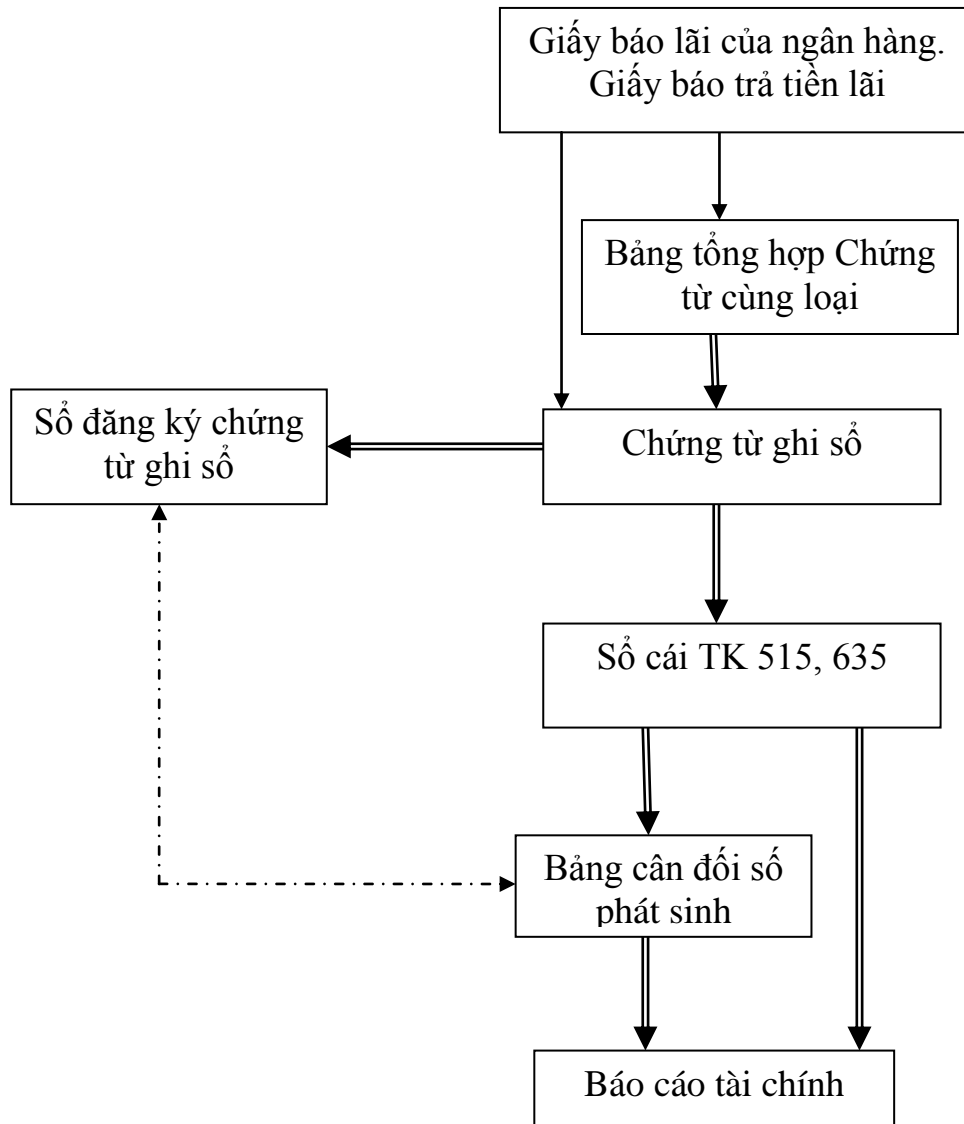 Giấy báo lãi của ngân hàng.
Giấy báo trả tiền lãi
Bảng tổng hợp Chứng
từ cùng loại
Sổ đăng ký chứng
từ ghi sổ
Chứng từ ghi sổ
Sổ cái TK 515, 635
Bảng cân đối số
phát sinh
Báo cáo tài chính